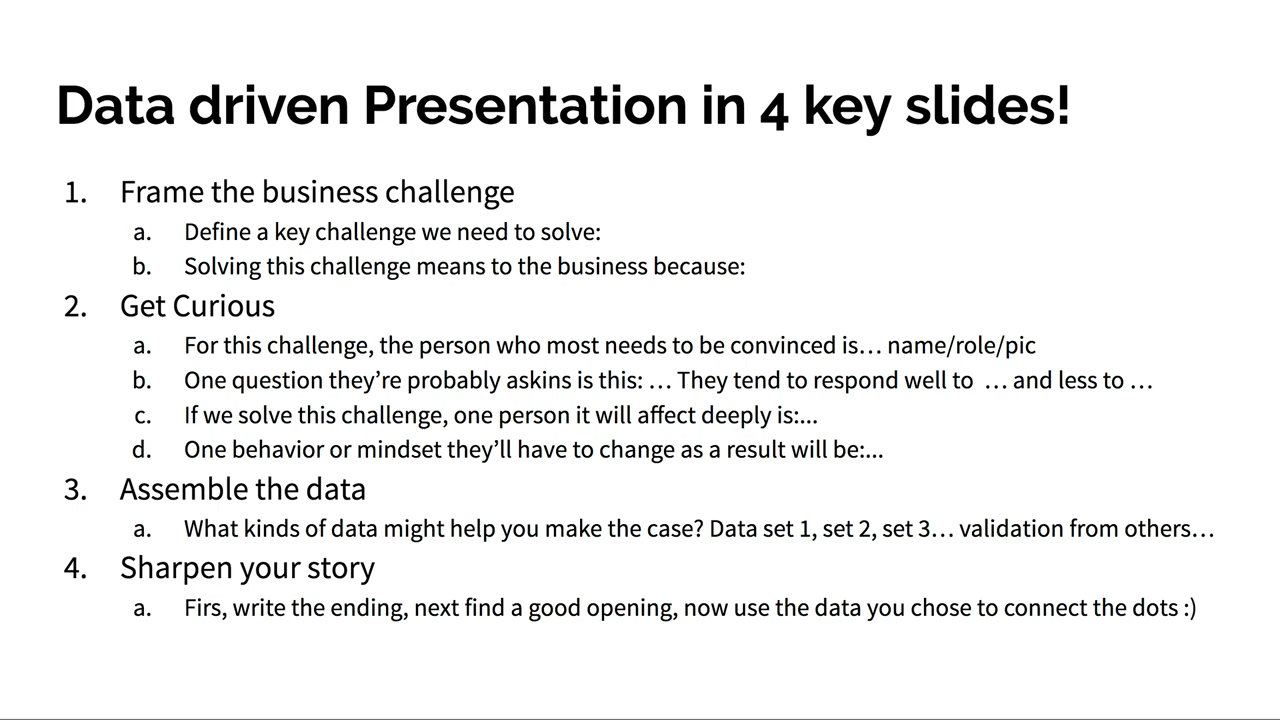 Data driven Presentation in 4 key slides!
1. Frame the business challenge
a. Define a key challenge we need to solve:
b. Solving this challenge means to the business because:
2. Get Curious
a. For this challenge, the person who most needs to be convinced is… name/role/pic
b. One question they’re probably askins is this: … They tend to respond well to  … and less to …
c. If we solve this challenge, one person it will affect deeply is:...
d. One behavior or mindset they’ll have to change as a result will be:...
3. Assemble the data
a. What kinds of data might help you make the case? Data set 1, set 2, set 3… validation from others…
4. Sharpen your story
a. Firs, write the ending, next find a good opening, now use the data you chose to connect the dots :)